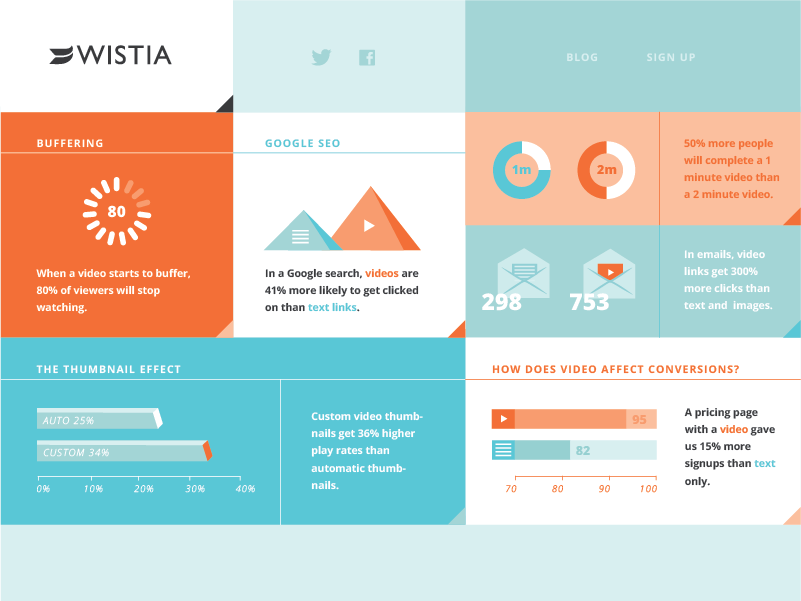 WISTIA
BLOG SIGN UP
BUFFERING
80
When a video starts to buffer,
80% of viewers will stop
watching.
GOOGLE SEO
In a Google search, videos are
41% more likely to get clicked
on than text links.
1m 2m
50% more people
will complete a 1
minute video than
a 2 minute video.
298 753
In emails, video
links get 300%
more clicks than
text and images.
THE THUMBNAIL EFFECT
AUTO 25%
CUSTOM 34%
0% 10% 20% 30% 40%
Custom video thumb-
nails get 36% higher
play rates than
automatic thumb-
nails.
HOW DOES VIDEO AFFECT CONVERSIONS?
95
82
70 80 90 100
A pricing page
with a video gave
us 15% more
signups than text
only.